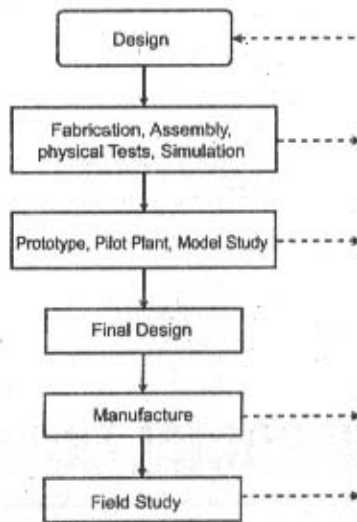 Design
Fabrication, Assembly,
physical Tests, Simulation
Prototype, Pilot Plant, Model Study
Final Design
Manufacture
Field Study